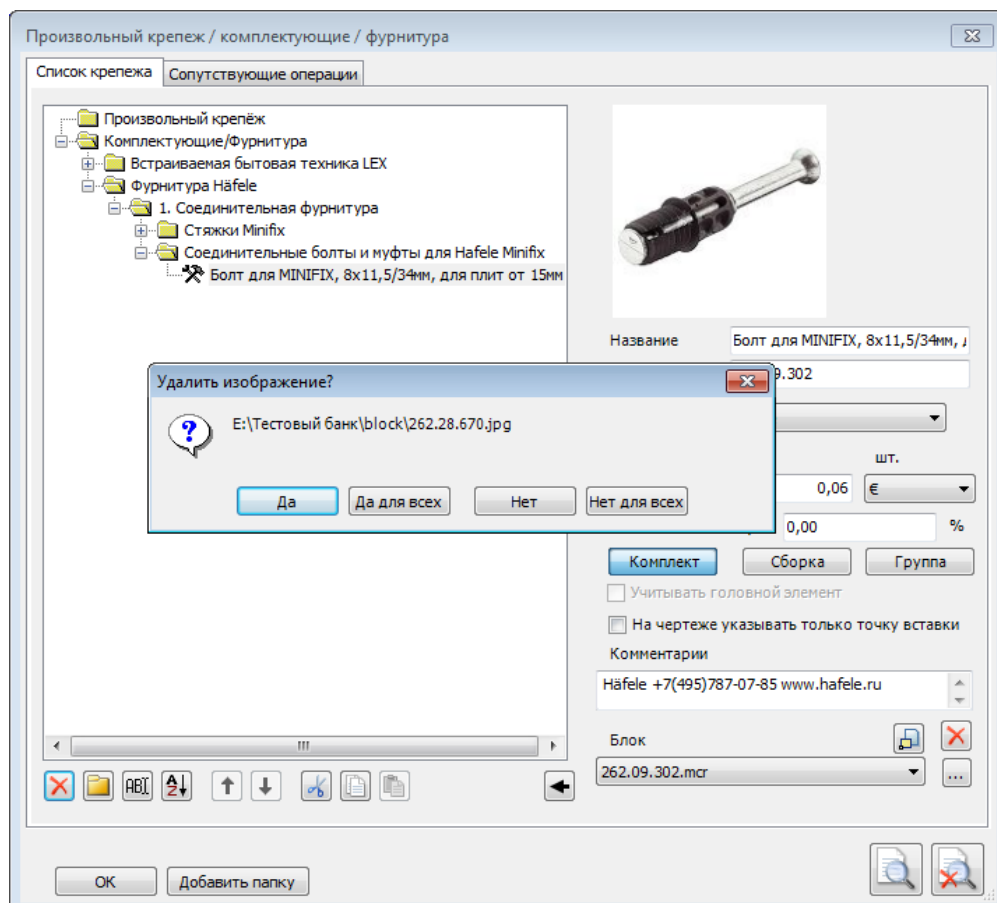 Произвольный крепеж / комплектующие / фурнитура
Список крепежа
Сопутствующие операции
Произвольный крепёж
Комплектующие/Фурнитура
Встраиваемая бытовая техника LEX
Фурнитура Häfele
1. Соединительная фурнитура
Стяжки Minifix
Соединительные болты и муфты для Hafele Minifix
Болт для MINIFIX, 8x11,5/34мм, для плит от 15мм
Название
Болт для MINIFIX, 8x11,5/34мм,
.302
шт.
0,06
€
0,00
%
Удалить изображение?
E:\Тестовый банк\block\262.28.670.jpg
Да
Да для всех
Нет
Нет для всех
Комплект
Сборка
Группа
Учитывать головной элемент
На чертеже указывать только точку вставки
Комментарии
Häfele +7(495)787-07-85 www.hafele.ru
Блок
262.09.302.mcr
...
ABI
AZ
ОК
Добавить папку